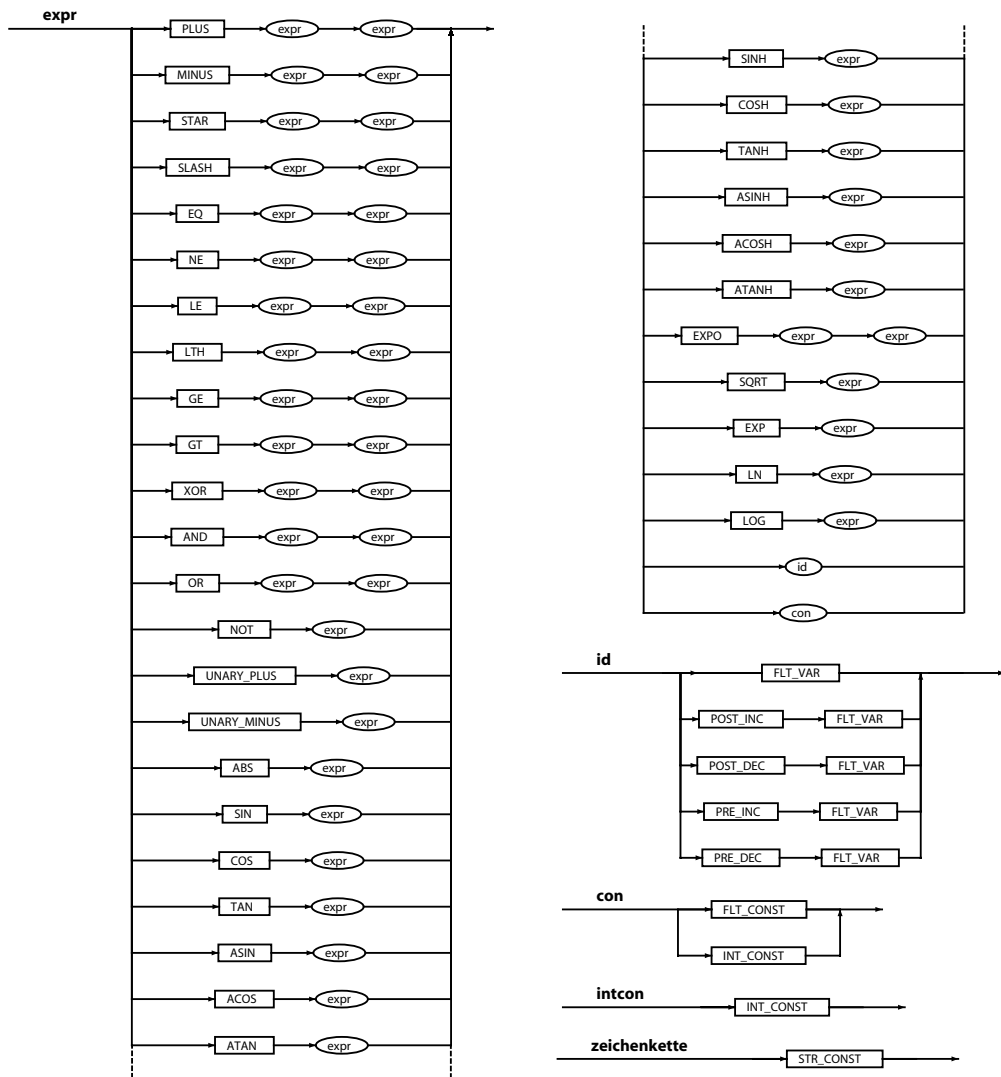 expr
PLUS expr expr
MINUS expr expr
STAR expr expr
SLASH expr expr
EQ expr expr
NE expr expr
LE expr expr
LTH expr expr
GE expr expr
GT expr expr
XOR expr expr
AND expr expr
OR expr expr
NOT expr
UNARY_PLUS expr
UNARY_MINUS expr
ABS expr
SIN expr
COS expr
TAN expr
ASIN expr
ACOS expr
ATAN expr
SINH expr
COSH expr
TANH expr
ASINH expr
ACOSH expr
ATANH expr
EXPO expr expr
SQRT expr
EXP expr
LN expr
LOG expr
id
con
id
FLT_VAR
POST_INC FLT_VAR
POST_DEC FLT_VAR
PRE_INC FLT_VAR
PRE_DEC FLT_VAR
con
FLT_CONST
INT_CONST
intcon
INT_CONST
zeichenkette
STR_CONST